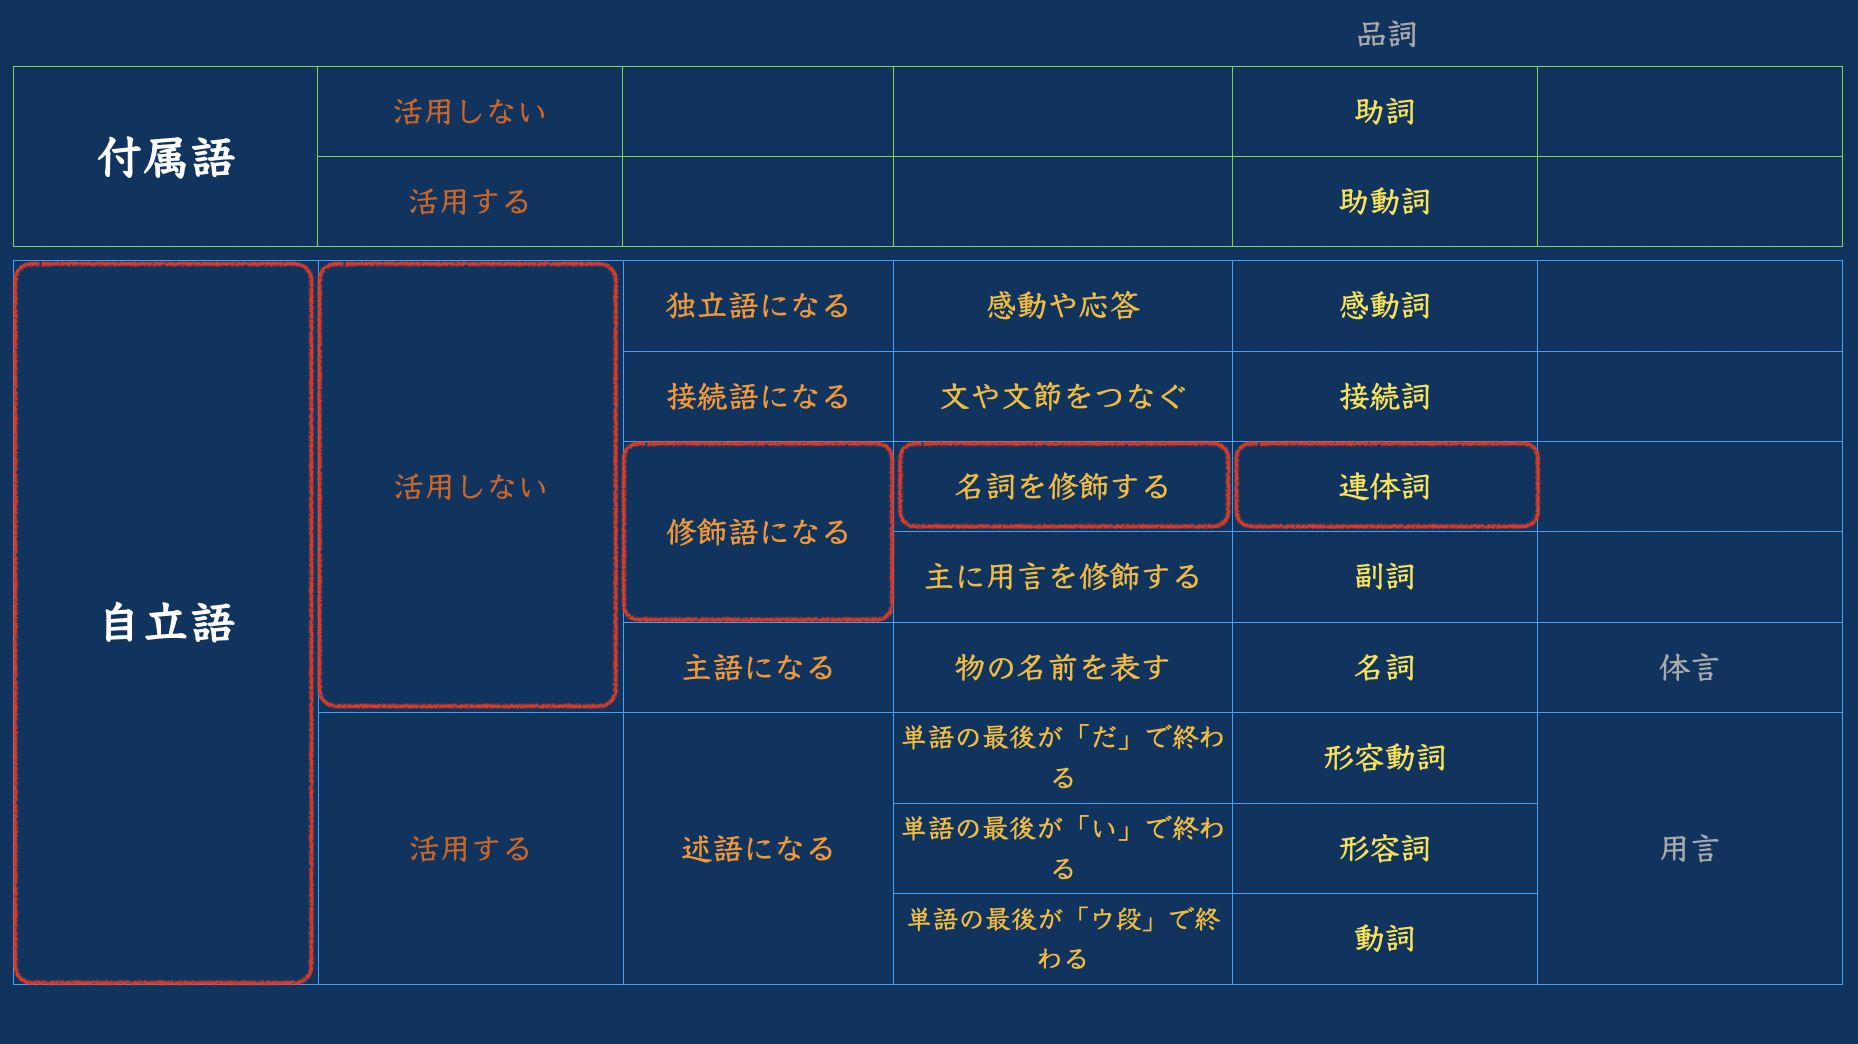 品詞
付属語
活用しない
助詞
活用する
助動詞
自立語
活用しない
独立語になる
感動や応答
感動詞
接続語になる
文や文節をつなぐ
接続詞
修飾語になる
名詞を修飾する
連体詞
主に用言を修飾する
副詞
主語になる
物の名前を表す
名詞
体言
活用する
述語になる
単語の最後が「だ」で終わ
る
形容動詞
単語の最後が「い」で終わ
る
形容詞
用言
単語の最後が「ウ段」で終
わる
動詞